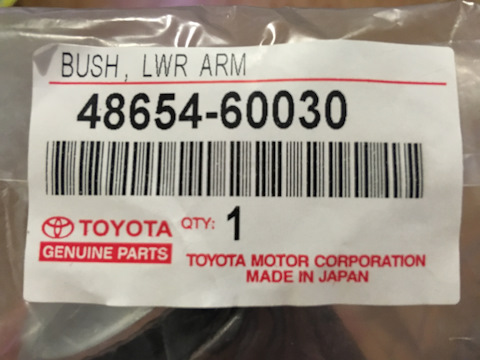 BUSH, LWR ARM
48654-60030
TOYOTA QTY: 1
GENUINE PARTS
TOYOTA MOTOR CORPORATION
MADE IN JAPAN